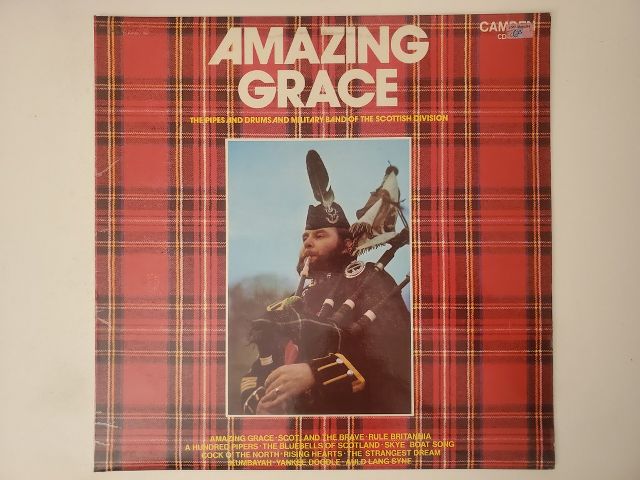 CAMDEN
AMAZING
GRACE
THE PIPES AND DRUMS AND MILITARY BAND OF THE SCOTTISH DIVISION
AMAZING GRACE · SCOTLAND THE BRAVE · RULE BRITANNIA
A HUNDRED PIPERS · THE BLUEBELLS OF SCOTLAND · SKYE BOAT SONG
COCK O' THE NORTH · RISING HEARTS · THE STRANGEST DREAM
KUMBAYAH · YANKEE DOODLE · AULD LANG SYNE